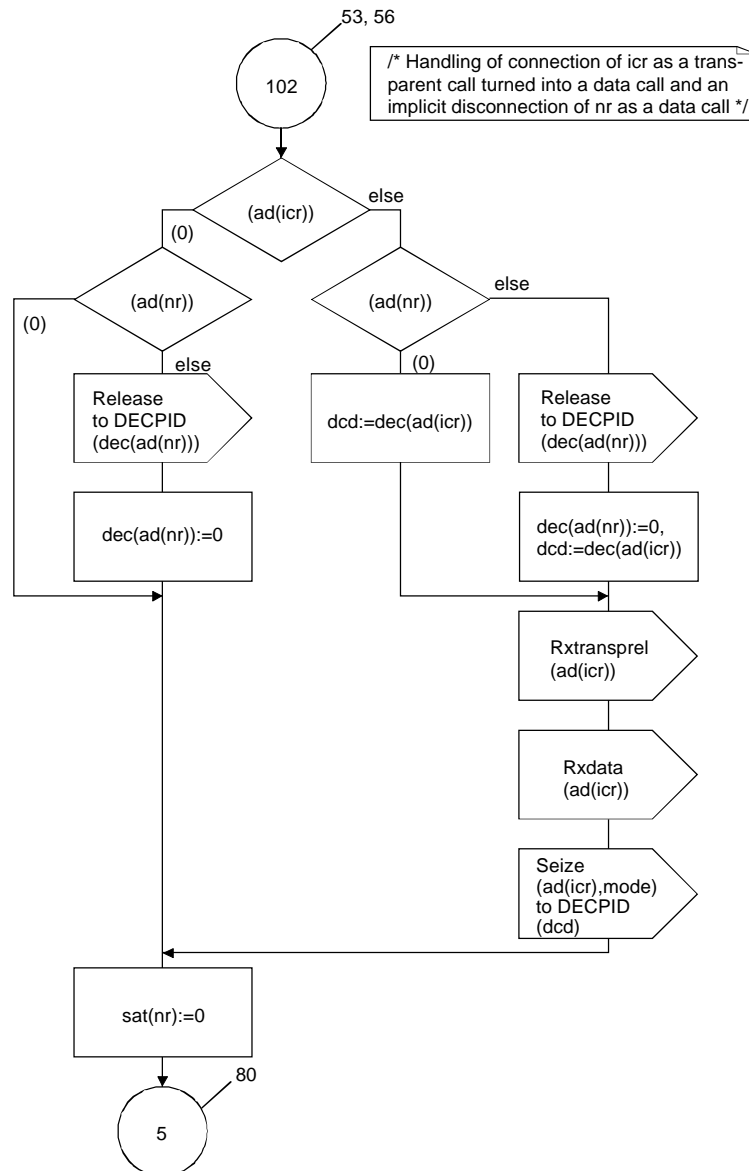 53, 56
102
/* Handling of connection of icr as a trans-
parent call turned into a data call and an
implicit disconnection of nr as a data call */
(ad(icr))
else
(0)
(ad(nr))
(0)
else
Release
to DECPID
(dec(ad(nr)))
dec(ad(nr)):=0
(ad(nr))
else
(0)
dcd:=dec(ad(icr))
Release
to DECPID
(dec(ad(nr)))
dec(ad(nr)):=0,
dcd:=dec(ad(icr))
Rxtransprel
(ad(icr))
Rxdata
(ad(icr))
Seize
(ad(icr),mode)
to DECPID
(dcd)
sat(nr):=0
80
5